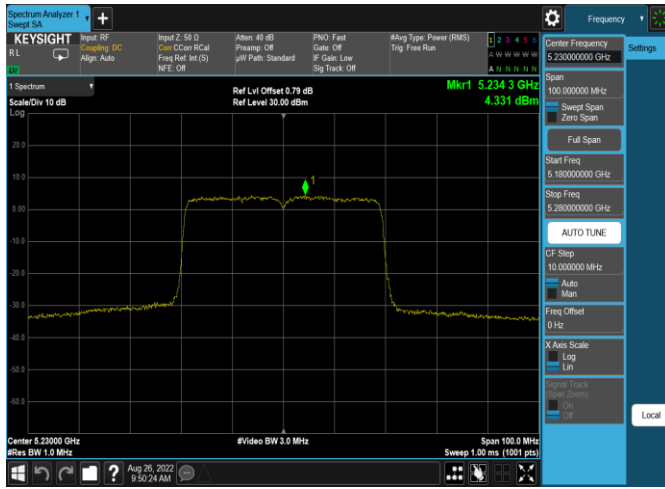 Spectrum Analyzer 1
Swept SA
+
Frequency
KEYSIGHT
R L
Input: RF
Coupling: DC
Align: Auto
Input Z: 50 Ω
Corr CCorr RCal
Freq Ref: Int (S)
NFE: Off
Atten: 40 dB
Preamp: Off
µW Path: Standard
PNO: Fast
Gate: Off
IF Gain: Low
Sig Track: Off
#Avg Type: Power (RMS)
Trig: Free Run
1 2 3 4 5 6
A W W W W W
A N N N N N
1 Spectrum
Scale/Div 10 dB
Log
Ref Lvl Offset 0.79 dB
Ref Level 30.00 dBm
Mkr1 5.234 3 GHz
4.331 dBm
20.0
10.0
0.00
-10.0
-20.0
-30.0
-40.0
-50.0
-60.0
1
Center 5.23000 GHz
#Res BW 1.0 MHz
#Video BW 3.0 MHz
Span 100.0 MHz
Sweep 1.00 ms (1001 pts)
Center Frequency
5.230000000 GHz
Settings
Span
100.000000 MHz
Swept Span
Zero Span
Full Span
Start Freq
5.180000000 GHz
Stop Freq
5.280000000 GHz
AUTO TUNE
CF Step
10.000000 MHz
Auto
Man
Freq Offset
0 Hz
X Axis Scale
Log
Lin
Signal Track
(Span Zoom)
On
Off
Local
?
Aug 26, 2022
9:50:24 AM